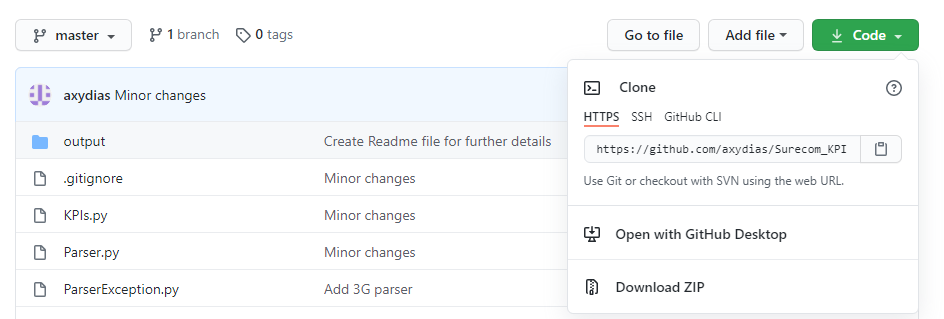 master 1 branch 0 tags Go to file Add file Code
axydias Minor changes
output Create Readme file for further details
.gitignore Minor changes
KPIs.py Minor changes
Parser.py Minor changes
ParserException.py Add 3G parser
Clone
HTTPS SSH GitHub CLI
https://github.com/axydias/Surecom_KPI
Use Git or checkout with SVN using the web URL.
Open with GitHub Desktop
Download ZIP